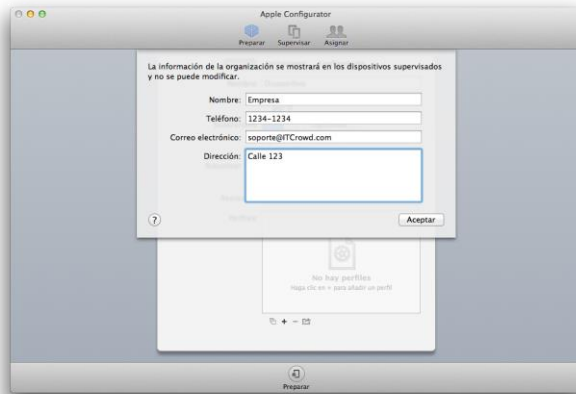 Apple Configurator
Preparar Supervisar Asignar
La información de la organización se mostrará en los dispositivos supervisados
y no se puede modificar.
Nombre: Empresa
Teléfono: 1234-1234
Correo electrónico: soporte@ITCrowd.com
Dirección: Calle 123
? Aceptar
No hay perfiles
Haga clic en + para añadir un perfil
Preparar